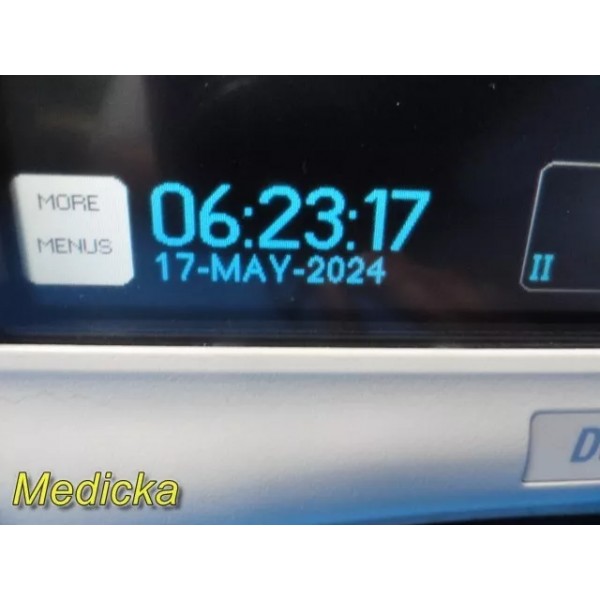 MORE
MENUS
06:23:17
17-MAY-2024
II
Medicka